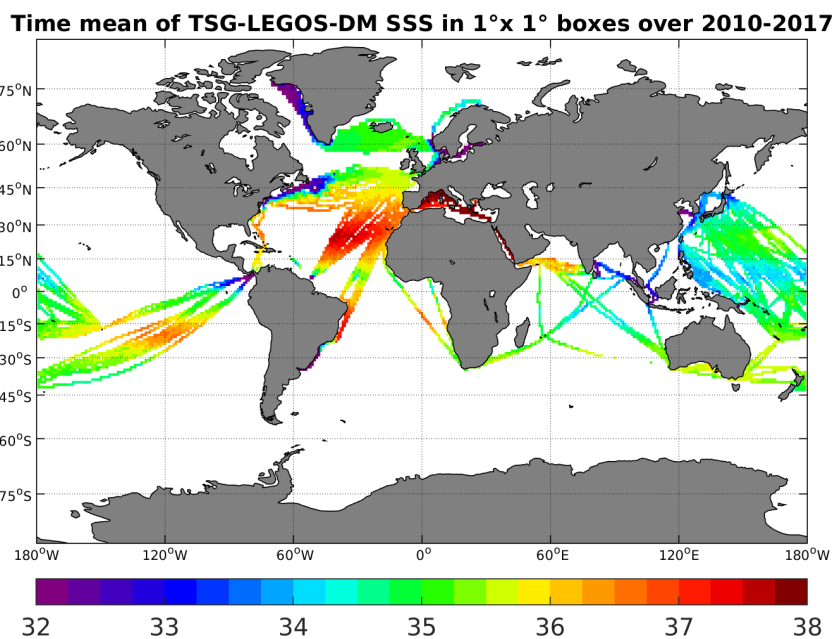 Time mean of TSG-LEGOS-DM SSS in 1°x 1° boxes over 2010-2017
75°N
60°N
45°N
30°N
15°N
0°
15°S
30°S
45°S
60°S
75°S
180°W 120°W 60°W 0° 60°E 120°E 180°W
32 33 34 35 36 37 38